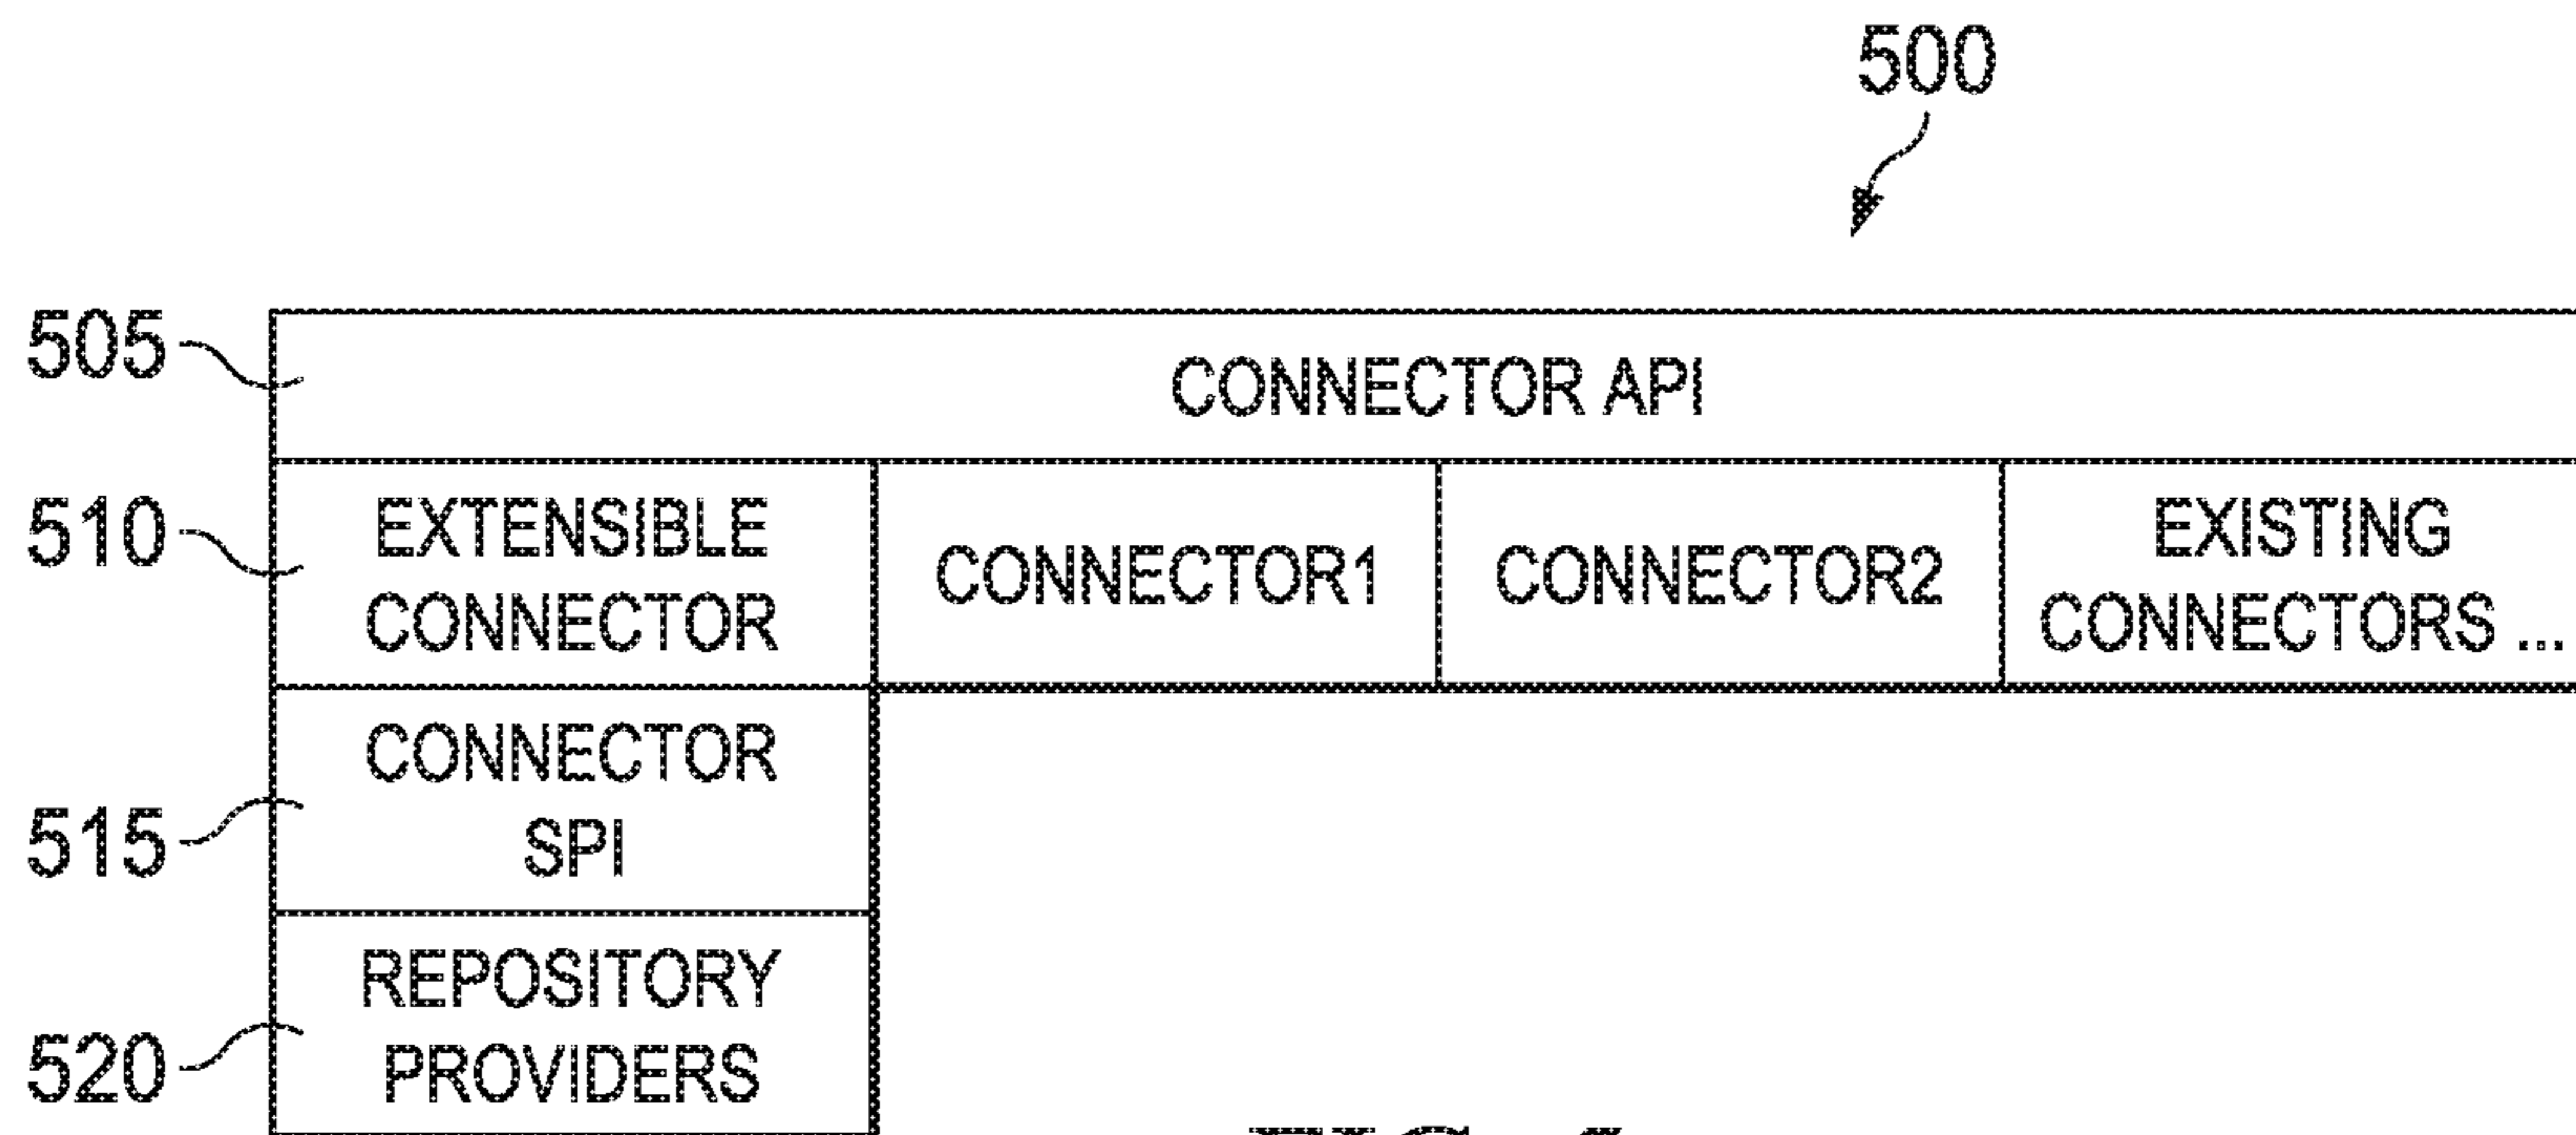 500
505
CONNECTOR API
510
EXTENSIBLE
CONNECTOR
CONNECTOR1
CONNECTOR2
EXISTING
CONNECTORS ...
515
CONNECTOR
SPI
520
REPOSITORY
PROVIDERS